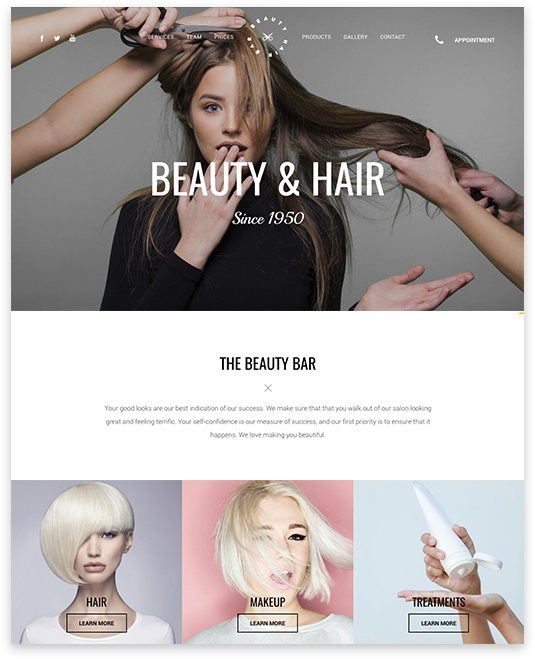 SERVICES TEAM PRICES BEAUTY HAIR BAR PRODUCTS GALLERY CONTACT APPOINTMENT
BEAUTY & HAIR
Since 1950
THE BEAUTY BAR
Your good looks are our best indication of our success. We make sure that that you walk out of our salon looking
great and feeling terrific. Your self-confidence is our measure of success, and our first priority is to ensure that it
happens. We love making you beautiful.
HAIR MAKEUP TREATMENTS
LEARN MORE LEARN MORE LEARN MORE